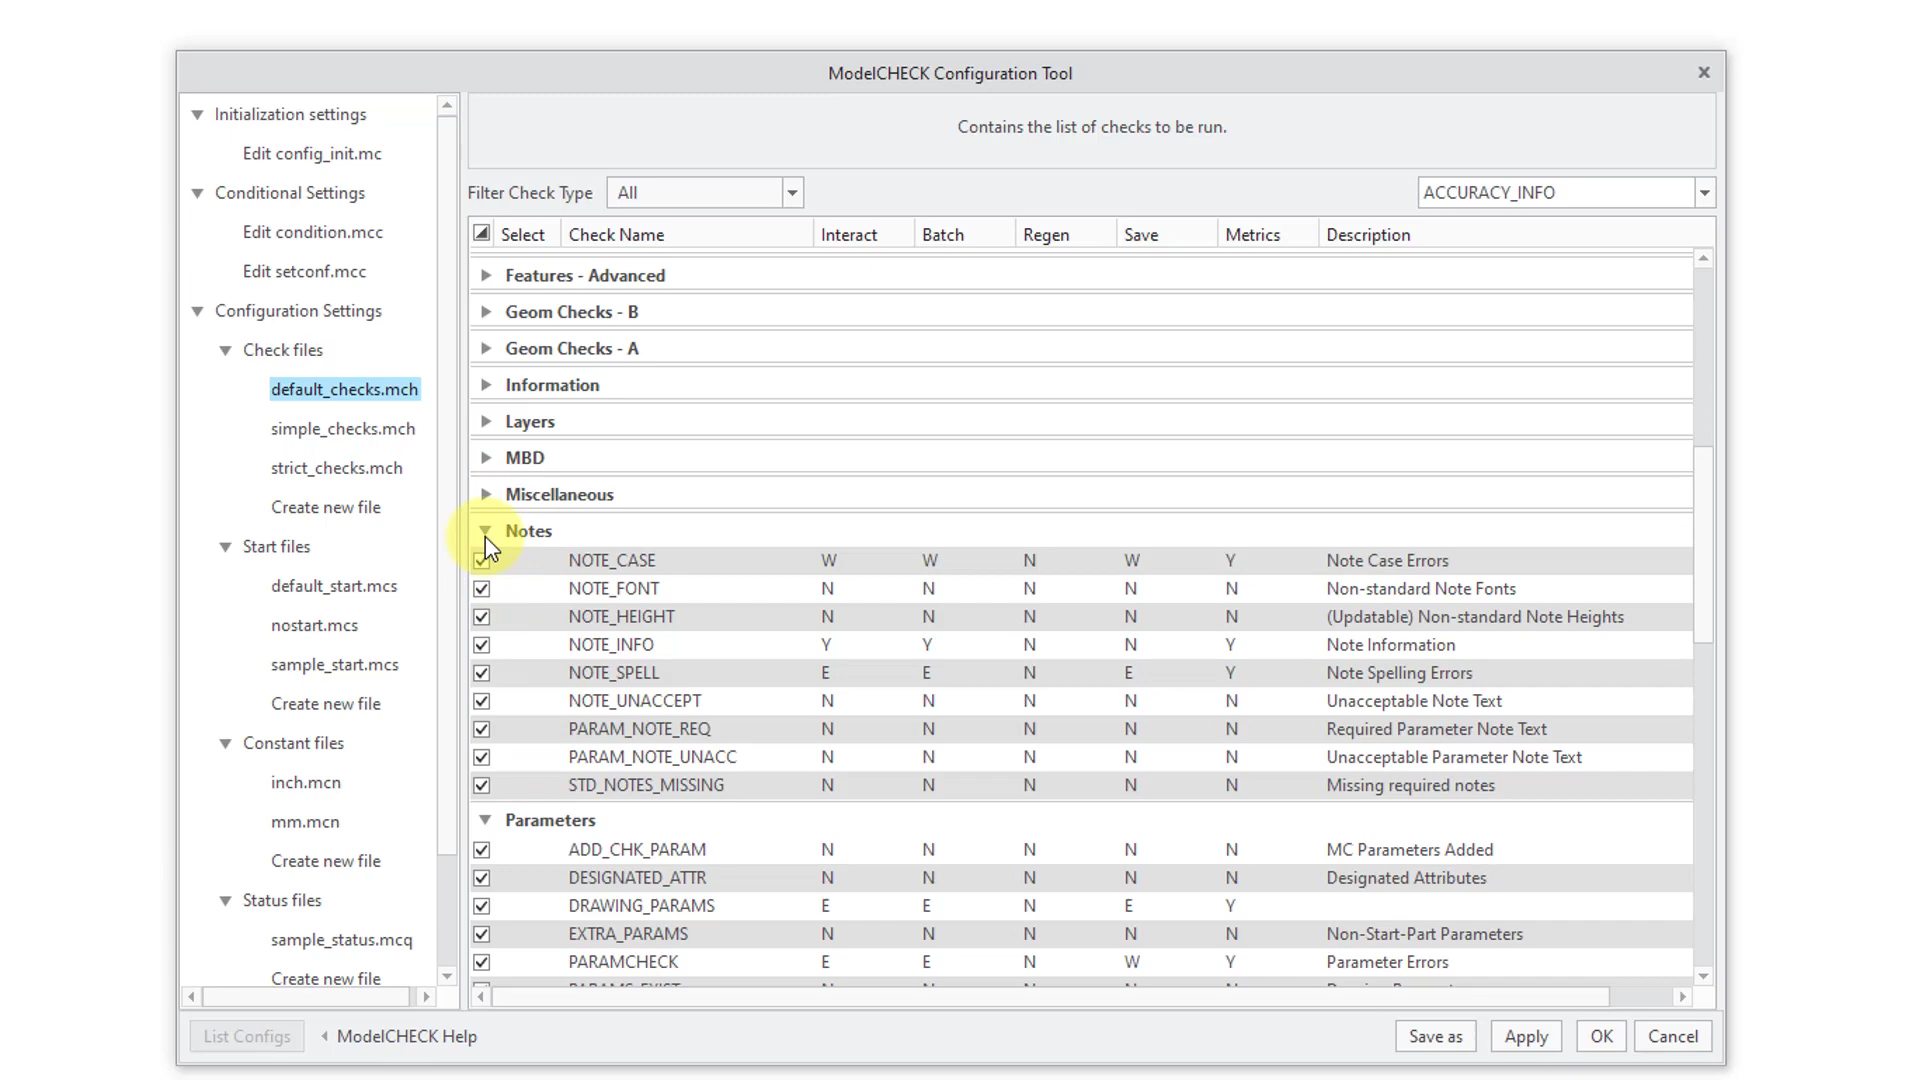 ModelCHECK Configuration Tool
Initialization settings
Edit config_init.mc
Conditional Settings
Edit condition.mcc
Edit setconf.mcc
Configuration Settings
Check files
default_checks.mch
simple_checks.mch
strict_checks.mch
Create new file
Start files
default_start.mcs
nostart.mcs
sample_start.mcs
Create new file
Constant files
inch.mcn
mm.mcn
Create new file
Status files
sample_status.mcq
Create new file
Contains the list of checks to be run.
Filter Check Type All ACCURACY_INFO
Select Check Name Interact Batch Regen Save Metrics Description
Features - Advanced
Geom Checks - B
Geom Checks - A
Information
Layers
MBD
Miscellaneous
Notes
NOTE_CASE W W N W Y Note Case Errors
NOTE_FONT N N N N N Non-standard Note Fonts
NOTE_HEIGHT N N N N N (Updatable) Non-standard Note Heights
NOTE_INFO Y Y N N Y Note Information
NOTE_SPELL E E N E Y Note Spelling Errors
NOTE_UNACCEPT N N N N N Unacceptable Note Text
PARAM_NOTE_REQ N N N N N Required Parameter Note Text
PARAM_NOTE_UNACC N N N N N Unacceptable Parameter Note Text
STD_NOTES_MISSING N N N N N Missing required notes
Parameters
ADD_CHK_PARAM N N N N N MC Parameters Added
DESIGNATED_ATTR N N N N N Designated Attributes
DRAWING_PARAMS E E N E Y
EXTRA_PARAMS N N N N N Non-Start-Part Parameters
PARAMCHECK E E N W Y Parameter Errors
List Configs ModelCHECK Help Save as Apply OK Cancel